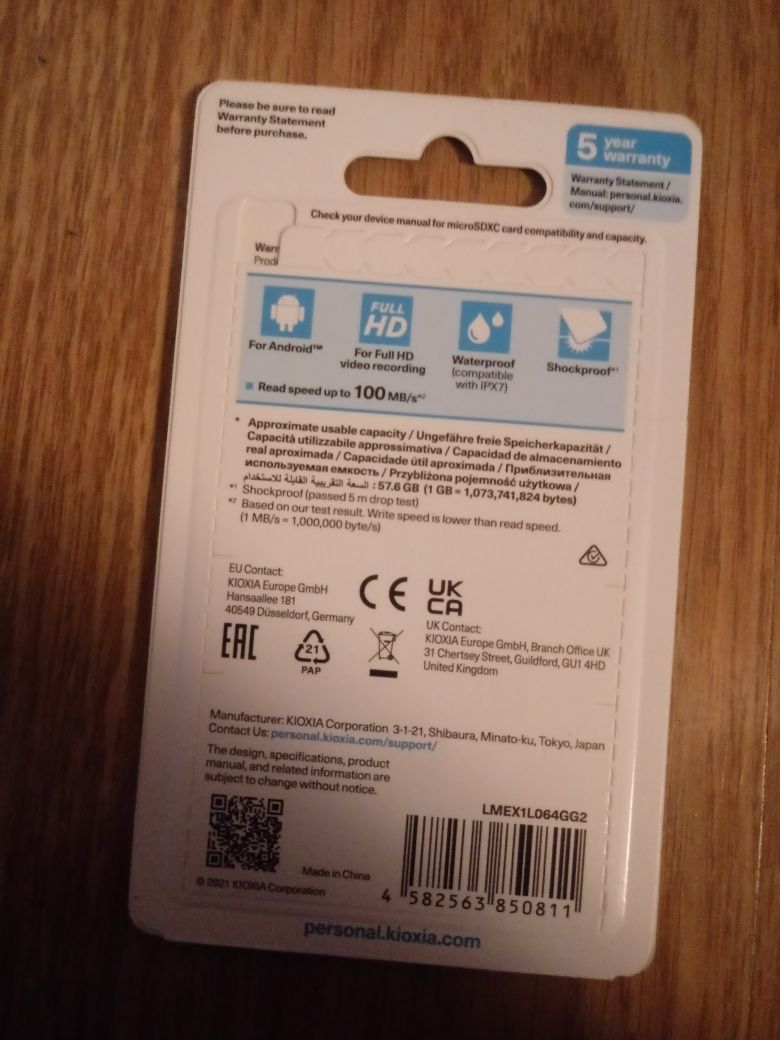 Please be sure to read
Warranty Statement
before purchase.
5 year
warranty
Warranty Statement /
Manual: personal.kioxia.
com/support/
Check your device manual for microSDXC card compatibility and capacity.
For Android™
FULL
HD
For Full HD
video recording
Waterproof
(compatible
with IPX7)
Shockproof*1
Read speed up to 100 MB/s*2
* Approximate usable capacity / Ungefähre freie Speicherkapazität /
Capacità utilizzabile approssimativa / Capacidad de almacenamiento
real aproximada / Capacidade útil aproximada / Приблизительная
используемая емкость / Przybliżona pojemność użytkowa /
السعة التقريبية القابلة للاستخدام : 57.6 GB (1 GB = 1,073,741,824 bytes)
*1 Shockproof (passed 5 m drop test)
*2 Based on our test result. Write speed is lower than read speed.
(1 MB/s = 1,000,000 byte/s)
EU Contact:
KIOXIA Europe GmbH
Hansaallee 181
40549 Düsseldorf, Germany
CE
UK
CA
UK Contact:
KIOXIA Europe GmbH, Branch Office UK
31 Chertsey Street, Guildford, GU1 4HD
United Kingdom
EAC
21
PAP
Manufacturer: KIOXIA Corporation 3-1-21, Shibaura, Minato-ku, Tokyo, Japan
Contact Us: personal.kioxia.com/support/
The design, specifications, product
manual, and related information are
subject to change without notice.
LMEX1L064GG2
Made in China
© 2021 KIOXIA Corporation
4 582563 850811
personal.kioxia.com